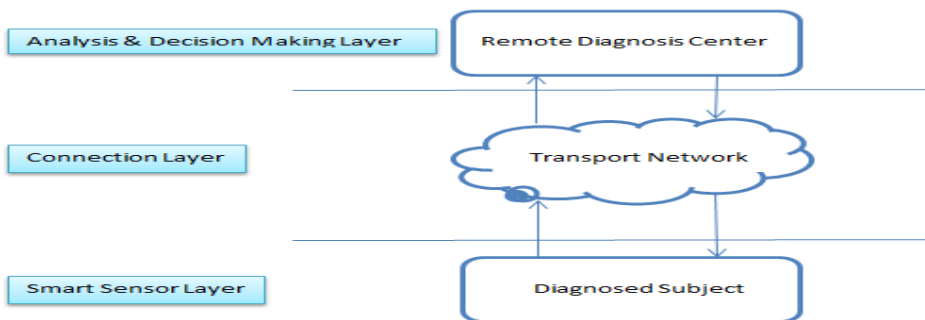 Analysis & Decision Making Layer
Remote Diagnosis Center
Connection Layer
Transport Network
Smart Sensor Layer
Diagnosed Subject